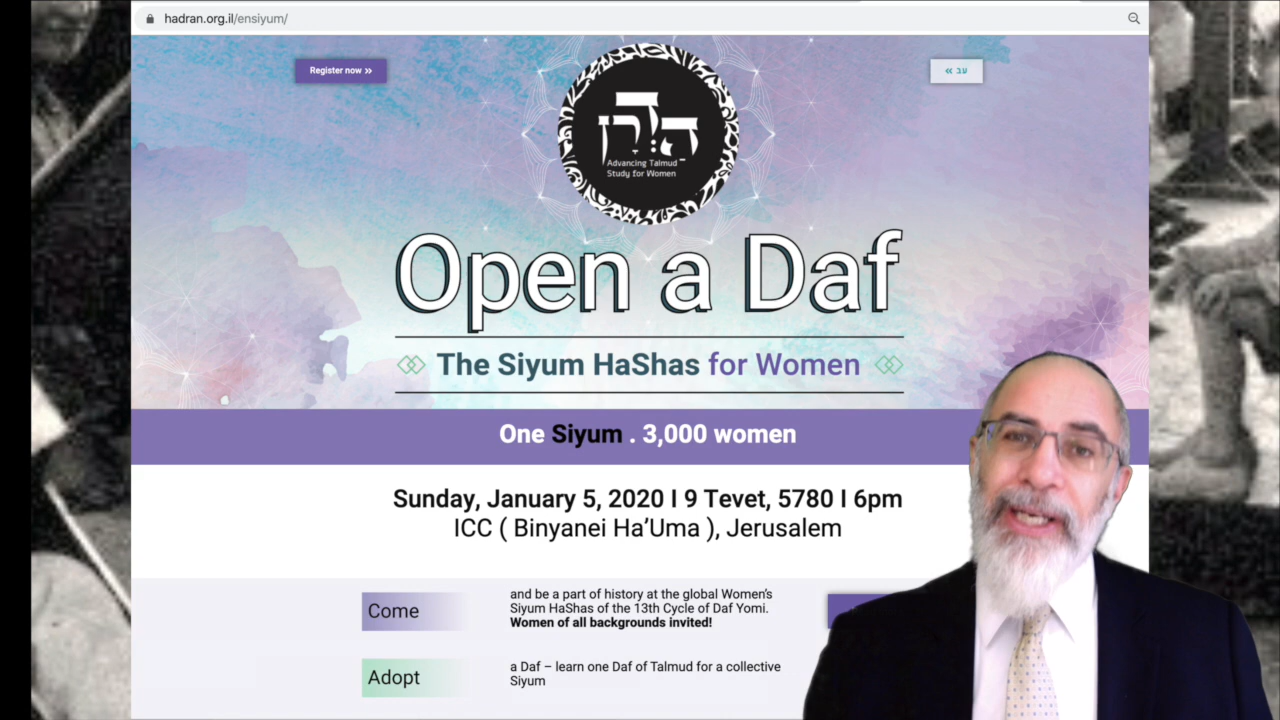 hadran.org.il/ensiyum/
Register now »
עב »
הדרן
Advancing Talmud
Study for Women
Open a Daf
The Siyum HaShas for Women
One Siyum . 3,000 women
Sunday, January 5, 2020 I 9 Tevet, 5780 I 6pm
ICC ( Binyanei Ha’Uma ), Jerusalem
Come
and be a part of history at the global Women’s
Siyum HaShas of the 13th Cycle of Daf Yomi.
Women of all backgrounds invited!
Adopt
a Daf – learn one Daf of Talmud for a collective
Siyum